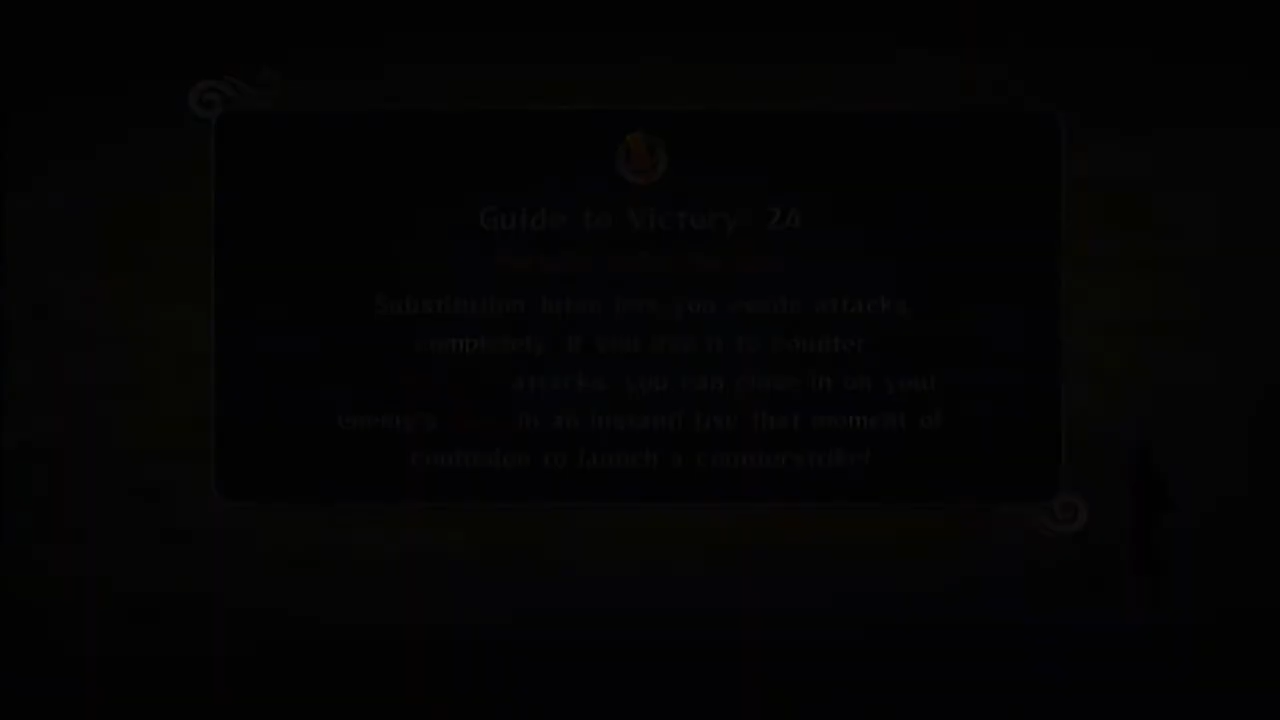 Guide to Victory: 24
Substitution Jutsu lets you evade attacks
completely. If you use it to counter
attacks, you can close in on your
enemy's in an instant! Use that moment of
confusion to launch a counterstrike!